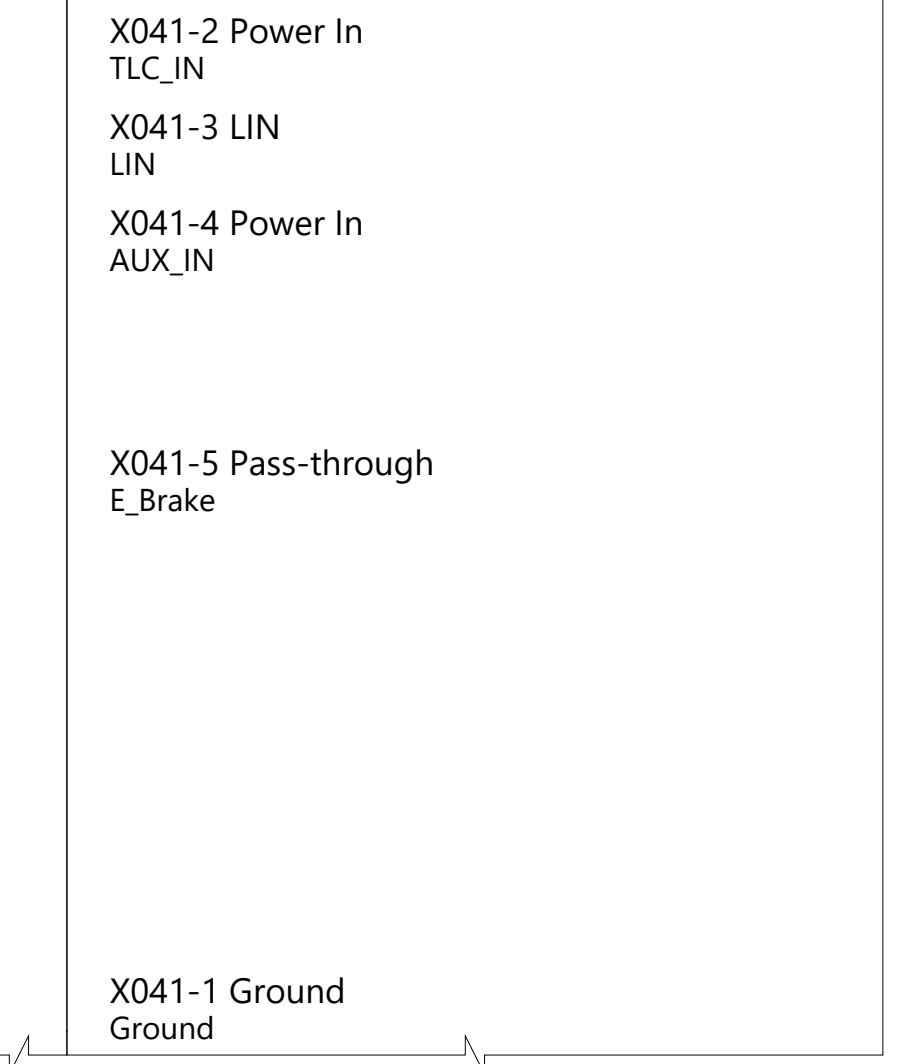 X041-2 Power In
TLC_IN
X041-3 LIN
LIN
X041-4 Power In
AUX_IN
X041-5 Pass-through
E_Brake
X041-1 Ground
Ground